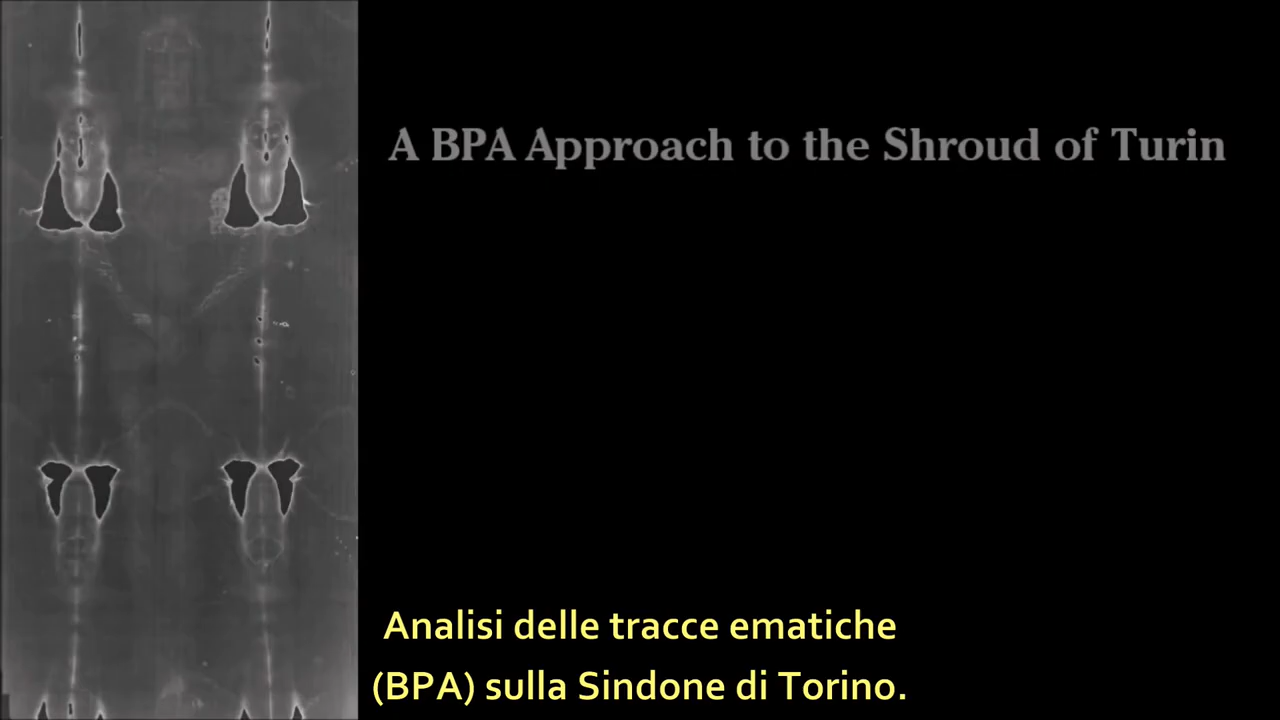 A BPA Approach to the Shroud of Turin
Analisi delle tracce ematiche
(BPA) sulla Sindone di Torino.